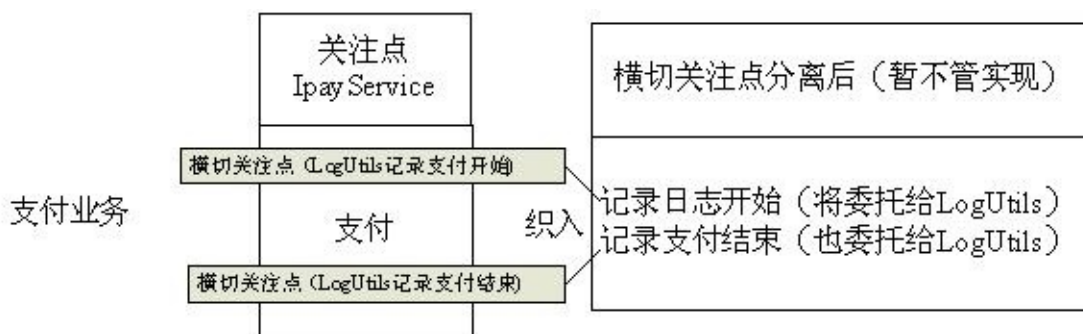 关注点
Ipay Service
横切关注点分离后（暂不管实现）
横切关注点 (LogUtils记录支付开始)
支付业务
支付
织入
记录日志开始（将委托给LogUtils）
记录支付结束（也委托给LogUtils）
横切关注点 (LogUtils记录支付结束)